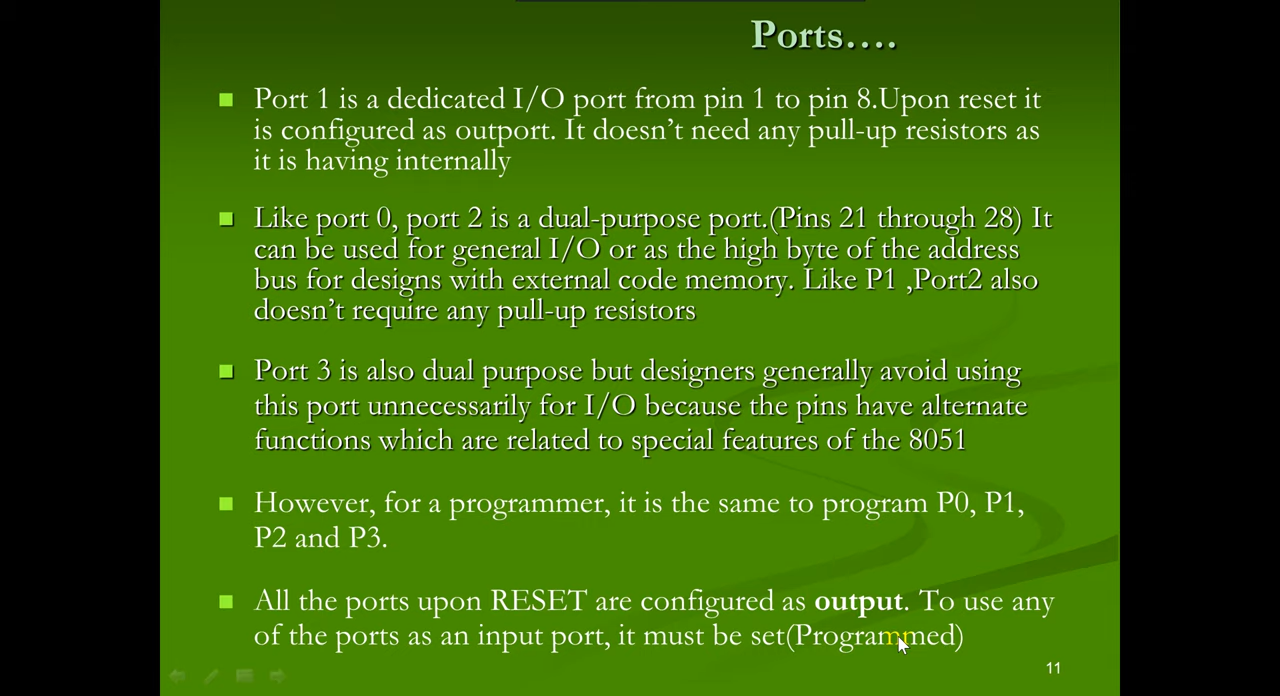 Ports….
Port 1 is a dedicated I/O port from pin 1 to pin 8.Upon reset it
is configured as outport. It doesn’t need any pull-up resistors as
it is having internally
Like port 0, port 2 is a dual-purpose port.(Pins 21 through 28) It
can be used for general I/O or as the high byte of the address
bus for designs with external code memory. Like P1 ,Port2 also
doesn’t require any pull-up resistors
Port 3 is also dual purpose but designers generally avoid using
this port unnecessarily for I/O because the pins have alternate
functions which are related to special features of the 8051
However, for a programmer, it is the same to program P0, P1,
P2 and P3.
All the ports upon RESET are configured as output. To use any
of the ports as an input port, it must be set(Programmed)
11